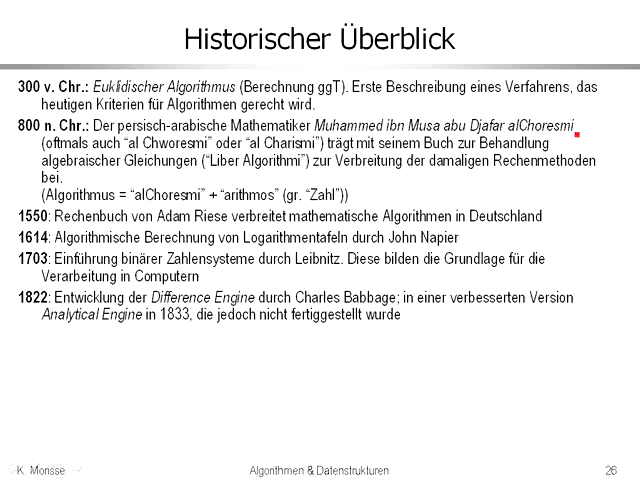 Historischer Überblick
300 v. Chr.: Euklidischer Algorithmus (Berechnung ggT). Erste Beschreibung eines Verfahrens, das
heutigen Kriterien für Algorithmen gerecht wird.
800 n. Chr.: Der persisch-arabische Mathematiker Muhammed ibn Musa abu Djafar alChoresmi
(oftmals auch “al Chworesmi” oder “al Charismi”) trägt mit seinem Buch zur Behandlung
algebraischer Gleichungen (“Liber Algorithmi”) zur Verbreitung der damaligen Rechenmethoden
bei.
(Algorithmus = “alChoresmi” + “arithmos” (gr. “Zahl”))
1550: Rechenbuch von Adam Riese verbreitet mathematische Algorithmen in Deutschland
1614: Algorithmische Berechnung von Logarithmentafeln durch John Napier
1703: Einführung binärer Zahlensysteme durch Leibnitz. Diese bilden die Grundlage für die
Verarbeitung in Computern
1822: Entwicklung der Difference Engine durch Charles Babbage; in einer verbesserten Version
Analytical Engine in 1833, die jedoch nicht fertiggestellt wurde
K. Morisse
Algorithmen & Datenstrukturen
26